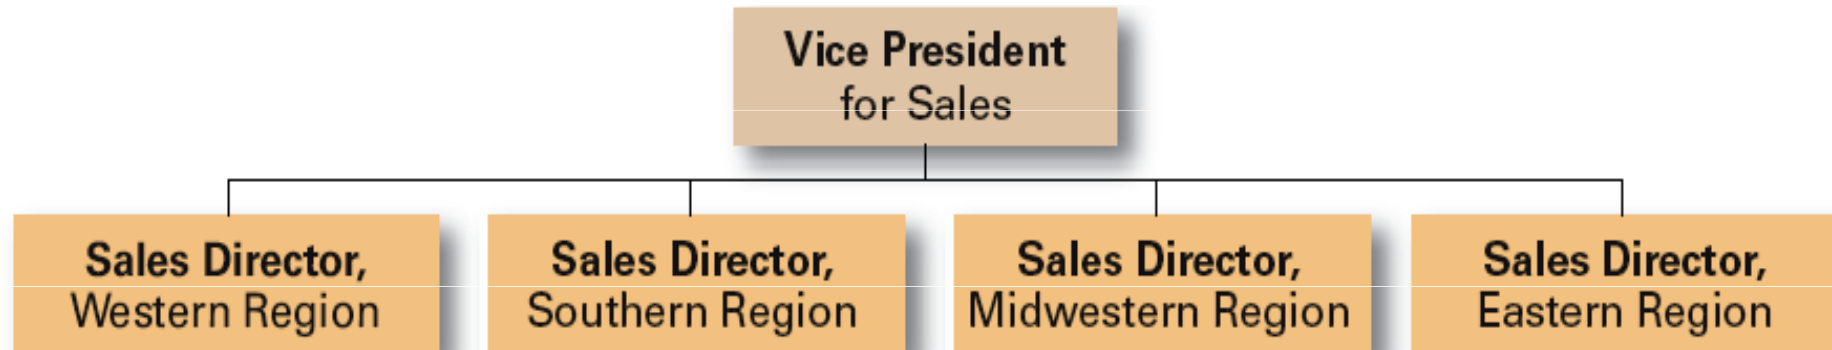 Vice President
for Sales
Sales Director,
Western Region
Sales Director,
Southern Region
Sales Director,
Midwestern Region
Sales Director,
Eastern Region